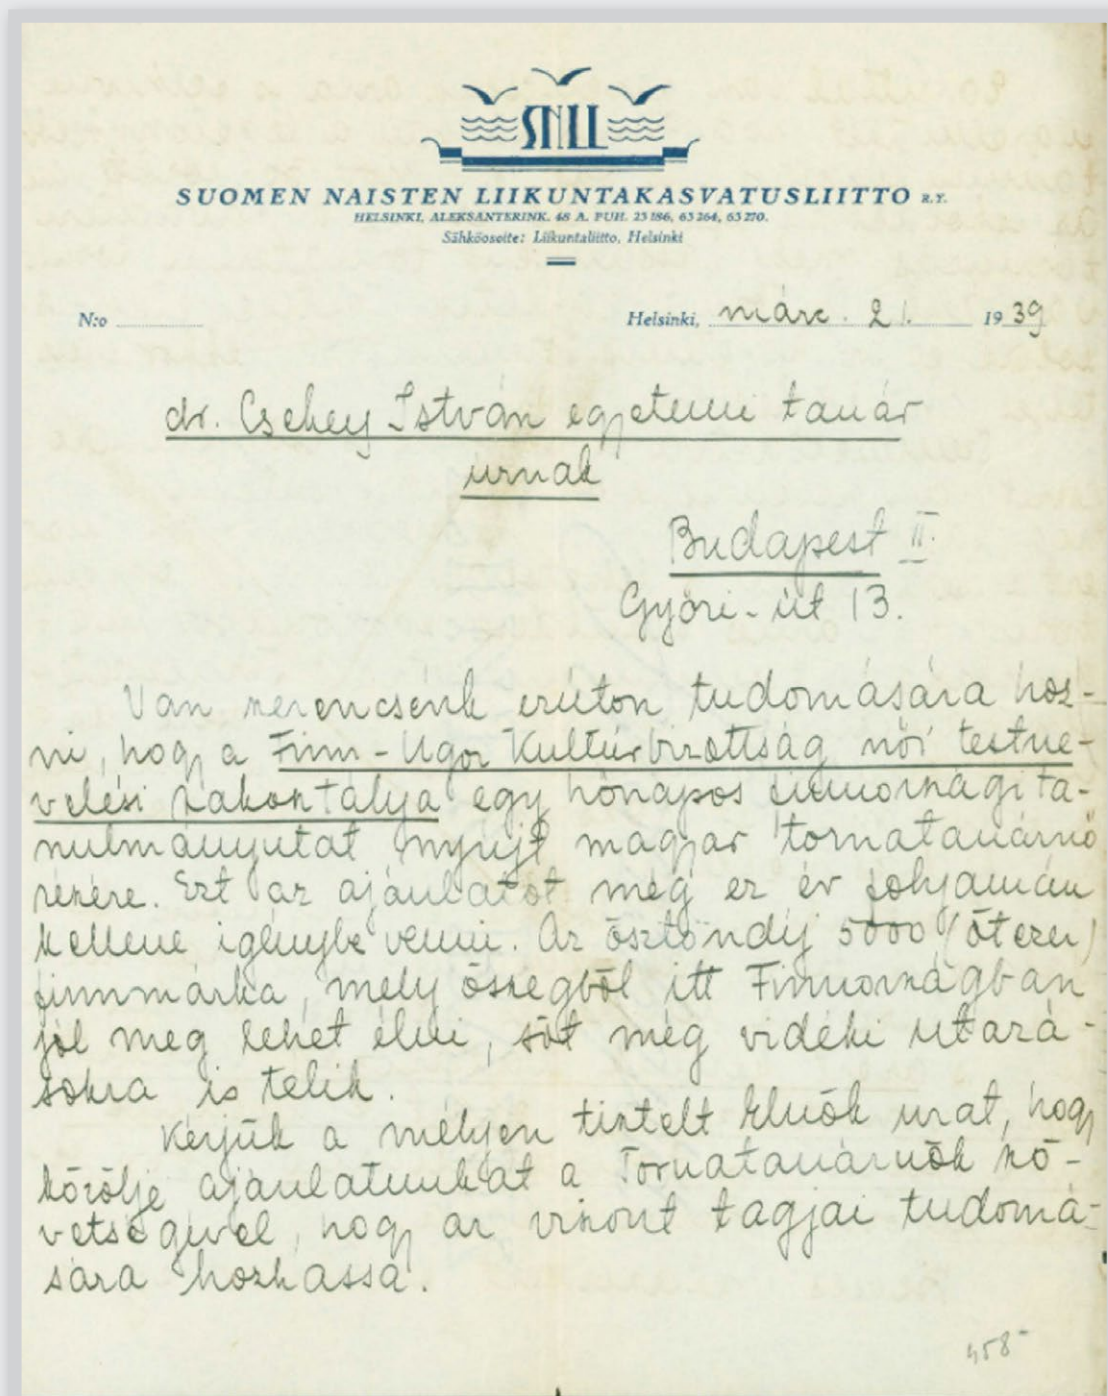 SNLL
SUOMEN NAISTEN LIIKUNTAKASVATUSLIITTO R.Y.
HELSINKI, ALEKSANTERINK. 48 A. PUH. 23 186, 63 264, 63 270.
Sähköosoite: Liikuntaliitto, Helsinki
N:o Helsinki, márc. 21. 1939
dr. Csekey István egyetemi tanár
urnak
Budapest II.
Győri-út 13.
Van szerencsénk ezúton tudomására hoz-
ni, hogy a Finn-Ugor Kultúrbizottság női testne-
velési szakosztálya egy hónapos finnországi ta-
nulmányutat nyujt magyar tornatanárnő
részére. Ezt az ajánlatot még ez év folyamán
kellene igénybe venni. Az ösztöndíj 5000 (ötezer)
finnmárka, mely összegből itt Finnországban
jól meg lehet élni, sőt még vidéki utazá-
sokra is telik.
Kérjük a mélyen tisztelt Elnök urat, hogy
közölje ajánlatunkat a Tornatanárnők szö-
vetségével, hogy az viszont tagjai tudomá-
sára hozhassa.
458-